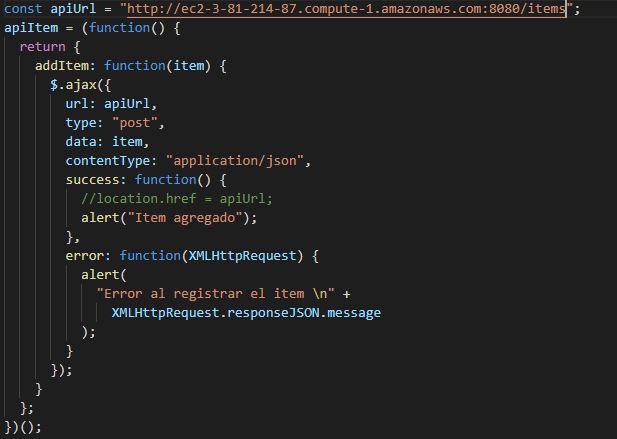 const apiUrl = "http://ec2-3-81-214-87.compute-1.amazonaws.com:8080/items";
apiItem = (function() {
  return {
    addItem: function(item) {
      $.ajax({
        url: apiUrl,
        type: "post",
        data: item,
        contentType: "application/json",
        success: function() {
          //location.href = apiUrl;
          alert("Item agregado");
        },
        error: function(XMLHttpRequest) {
          alert(
            "Error al registrar el item \n" +
              XMLHttpRequest.responseJSON.message
          );
        }
      });
    }
  };
})();